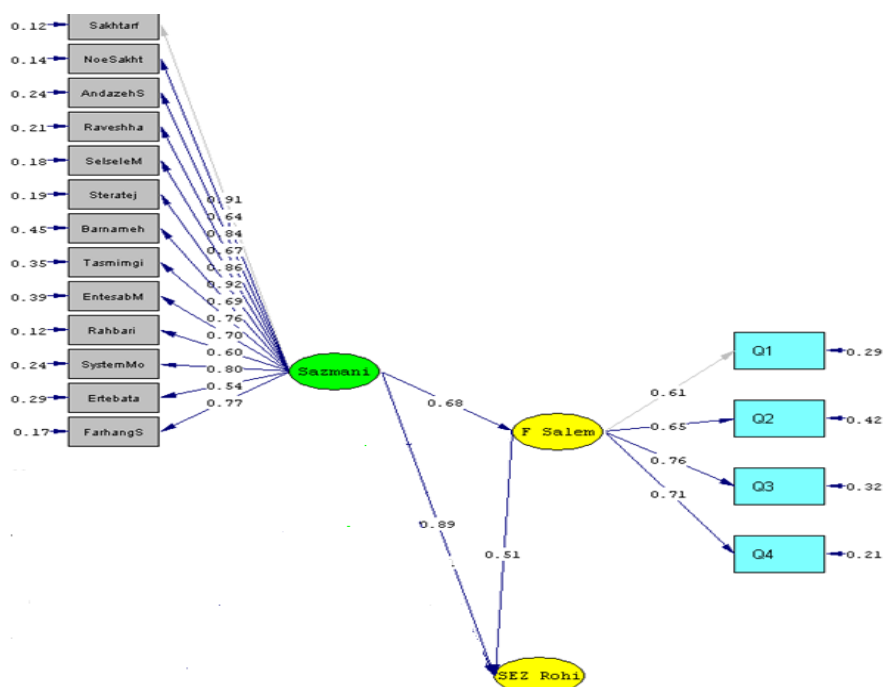 0.12 Sakhtarf
0.14 NoeSakht
0.24 AndazehS
0.21 Raveshha
0.18 SelseleM
0.19 Steratej
0.45 Barnameh
0.35 Tasmimgi
0.39 EntesabM
0.12 Rahbari
0.24 SystemMo
0.29 Ertebata
0.17 FarhangS
0.91
0.64
0.84
0.67
0.86
0.92
0.69
0.76
0.70
0.60
0.80
0.54
0.77
Sazmani
0.68
F Salem
0.89
0.51
SEZ Rohi
0.61
0.65
0.76
0.71
Q1 0.29
Q2 0.42
Q3 0.32
Q4 0.21